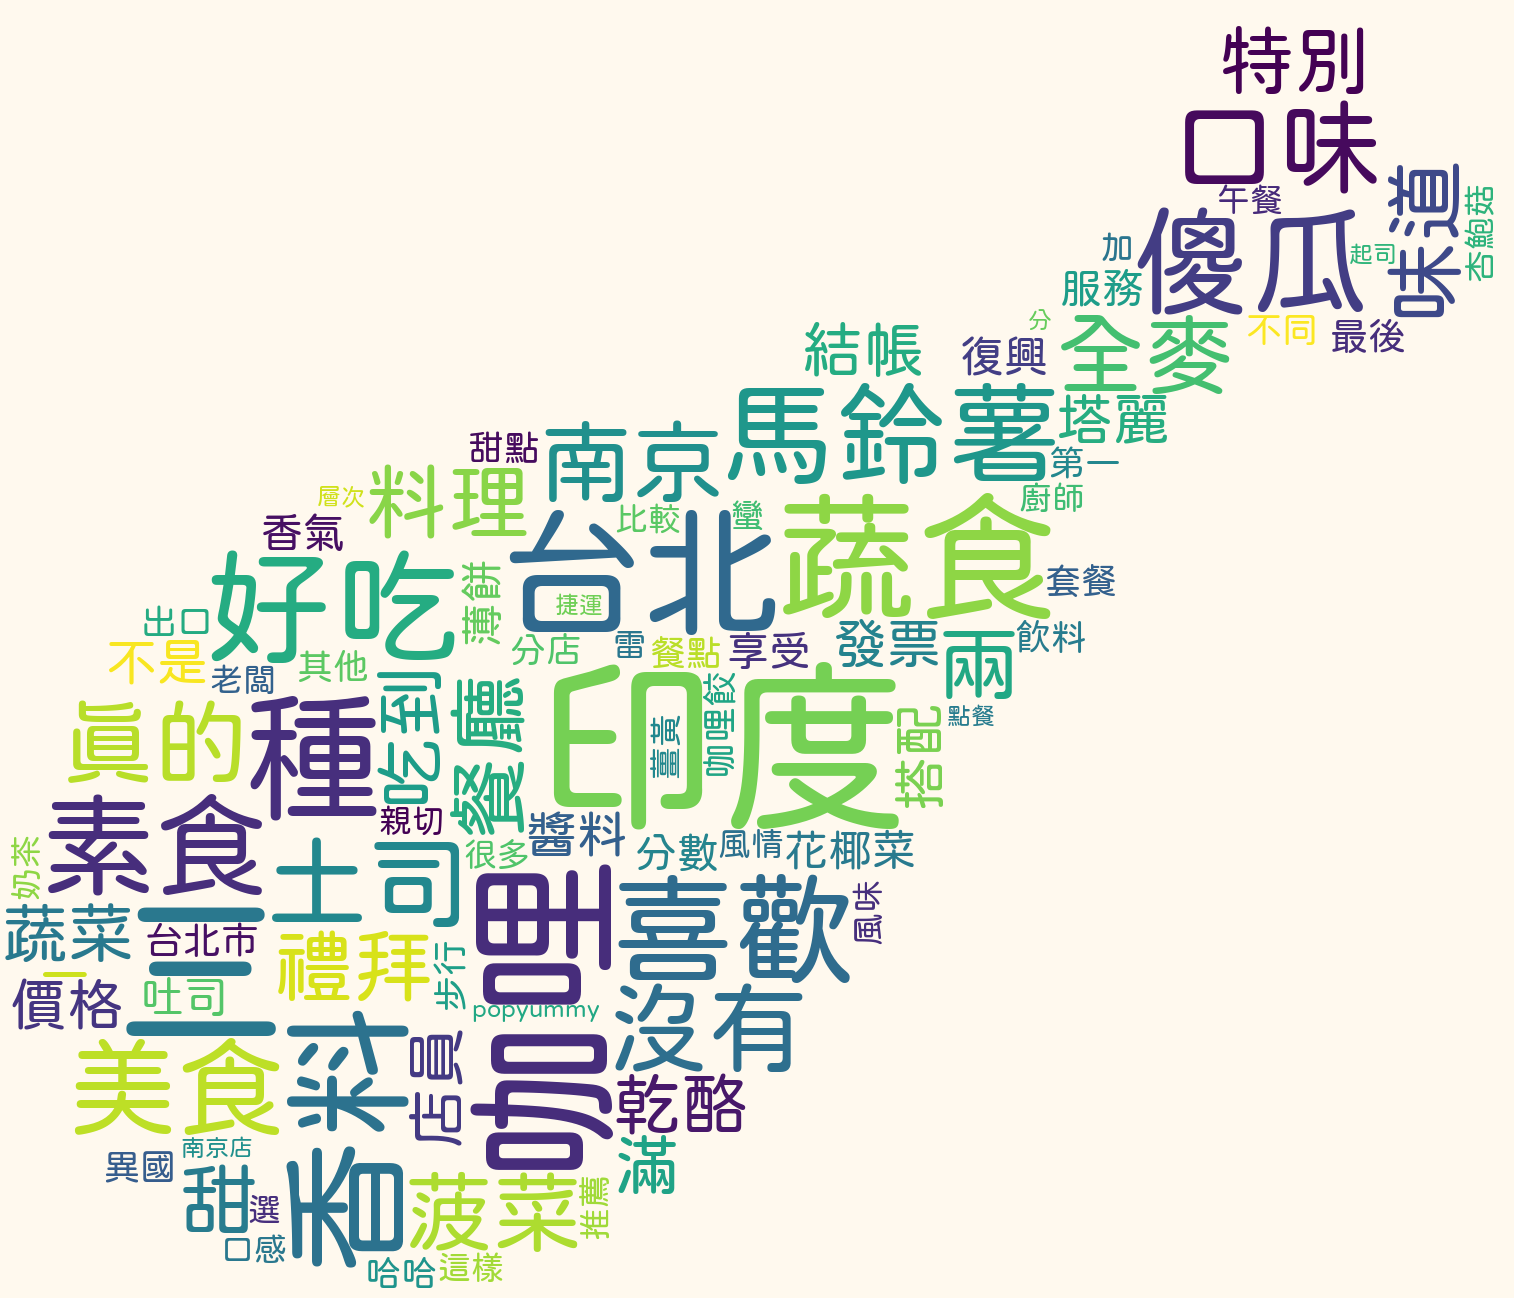 特別
口味
味道
午餐
杏鮑菇
傻瓜
加
起司
服務
分
全麥
不同
最後
結帳
復興
馬鈴薯
塔麗
甜點
南京
第一
料理
層次
廚師
蔬食
比較
蠻
香氣
台北
好吃
薄餅
套餐
捷運
出口
分店
雷
餐點
享受
發票
兩
飲料
不是
老闆
其他
吃到
餐廳
印度
咖哩餃
薑黃
搭配
點餐
真的
種
素食
親切
醬料
很多
分數
風情
花椰菜
奶茶
土司
咖哩
喜歡
風味
蔬菜
三
台北市
禮拜
步行
一
價格
吐司
popyummy
沒有
美食
香料
店員
乾酪
南京店
異國
甜
選
滿
菠菜
推薦
口感
哈哈
這樣